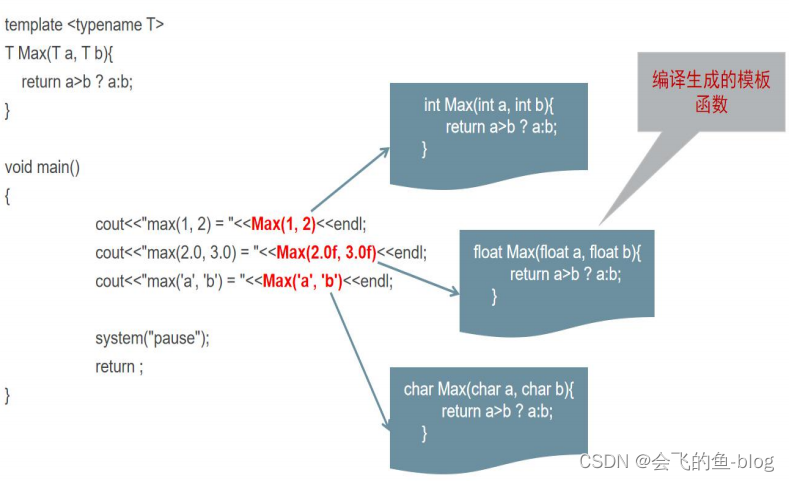 template <typename T>
T Max(T a, T b){
return a>b ? a:b;
}
void main()
{
cout<<"max(1, 2) = "<<Max(1, 2)<<endl;
cout<<"max(2.0, 3.0) = "<<Max(2.0f, 3.0f)<<endl;
cout<<"max('a', 'b') = "<<Max('a', 'b')<<endl;
system("pause");
return ;
}
int Max(int a, int b){
return a>b ? a:b;
}
编译生成的模板
函数
float Max(float a, float b){
return a>b ? a:b;
}
char Max(char a, char b){
return a>b ? a:b;
}
CSDN @会飞的鱼-blog